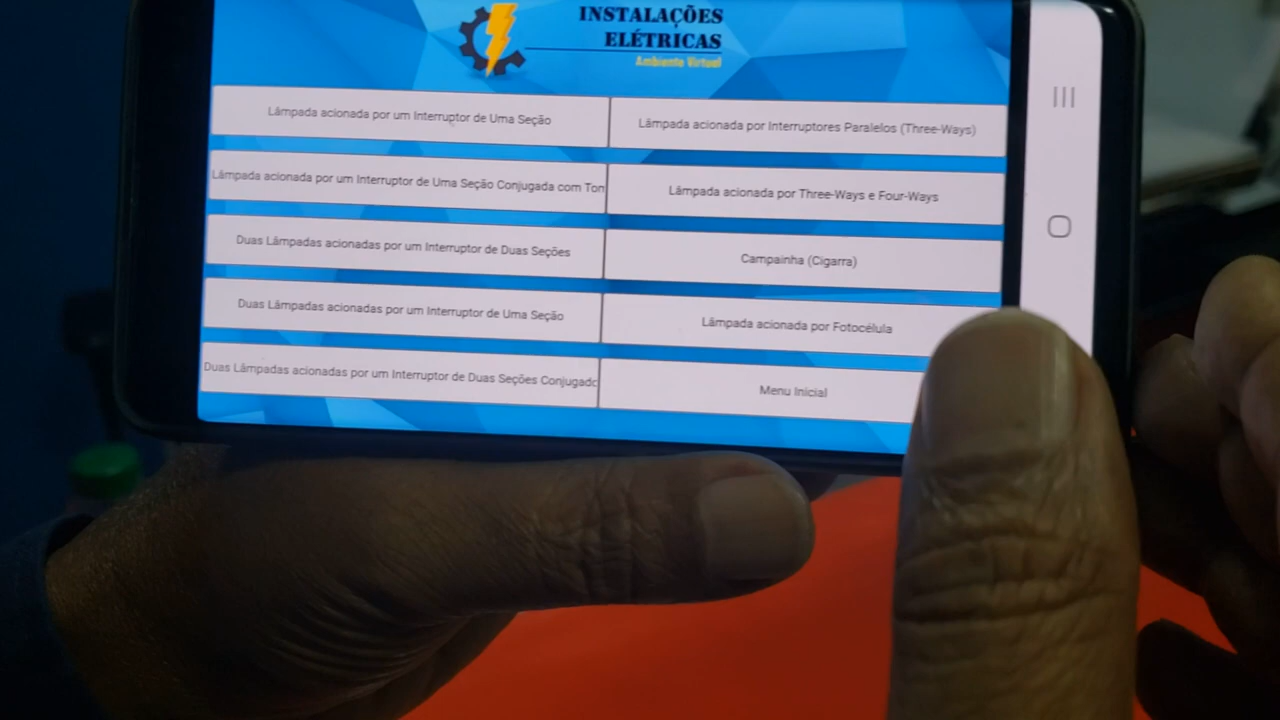 INSTALAÇÕES
ELÉTRICAS
Ambiente Virtual
Lâmpada acionada por um Interruptor de Uma Seção
Lâmpada acionada por Interruptores Paralelos (Three-Ways)
Lâmpada acionada por um Interruptor de Uma Seção Conjugada com Tom
Lâmpada acionada por Three-Ways e Four-Ways
Duas Lâmpadas acionadas por um Interruptor de Duas Seções
Campainha (Cigarra)
Duas Lâmpadas acionadas por um Interruptor de Uma Seção
Lâmpada acionada por Fotocélula
Duas Lâmpadas acionadas por um Interruptor de Duas Seções Conjugado
Menu Inicial